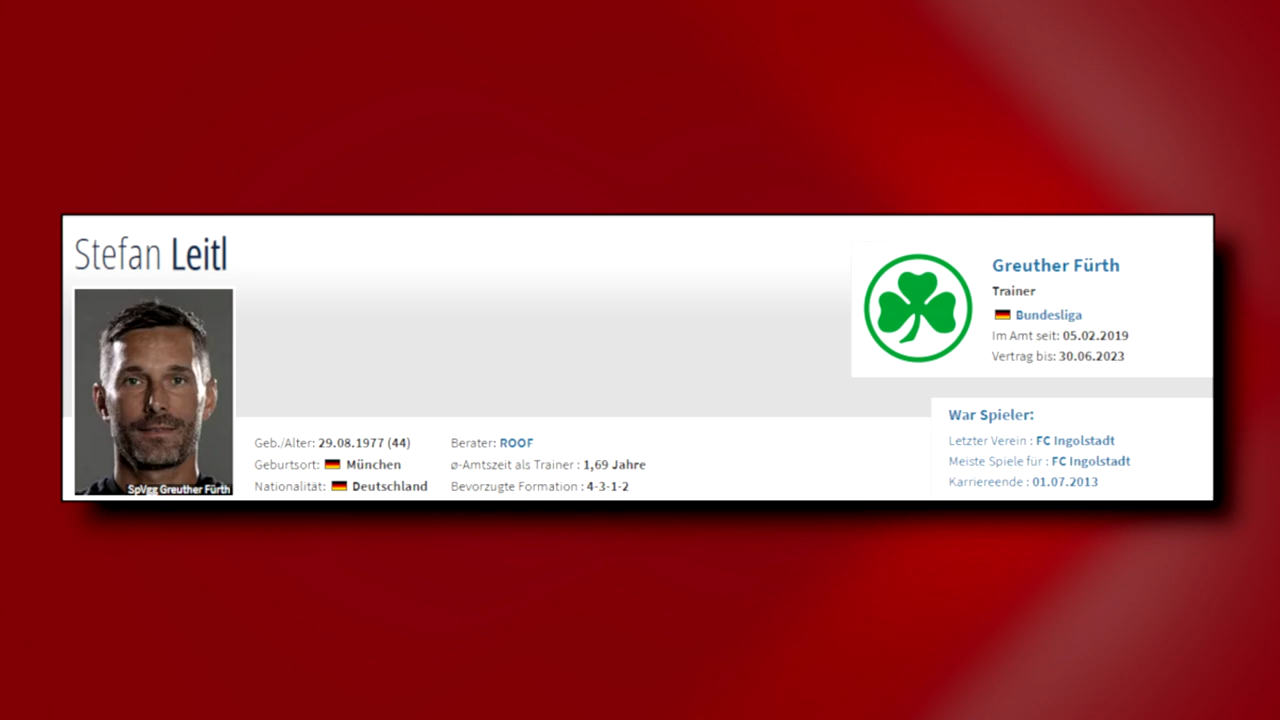 Stefan Leitl
SpVgg Greuther Fürth
Geb./Alter: 29.08.1977 (44)
Geburtsort: München
Nationalität: Deutschland
Berater: ROOF
ø-Amtszeit als Trainer : 1,69 Jahre
Bevorzugte Formation : 4-3-1-2
Greuther Fürth
Trainer
Bundesliga
Im Amt seit: 05.02.2019
Vertrag bis: 30.06.2023
War Spieler:
Letzter Verein : FC Ingolstadt
Meiste Spiele für : FC Ingolstadt
Karriereende : 01.07.2013